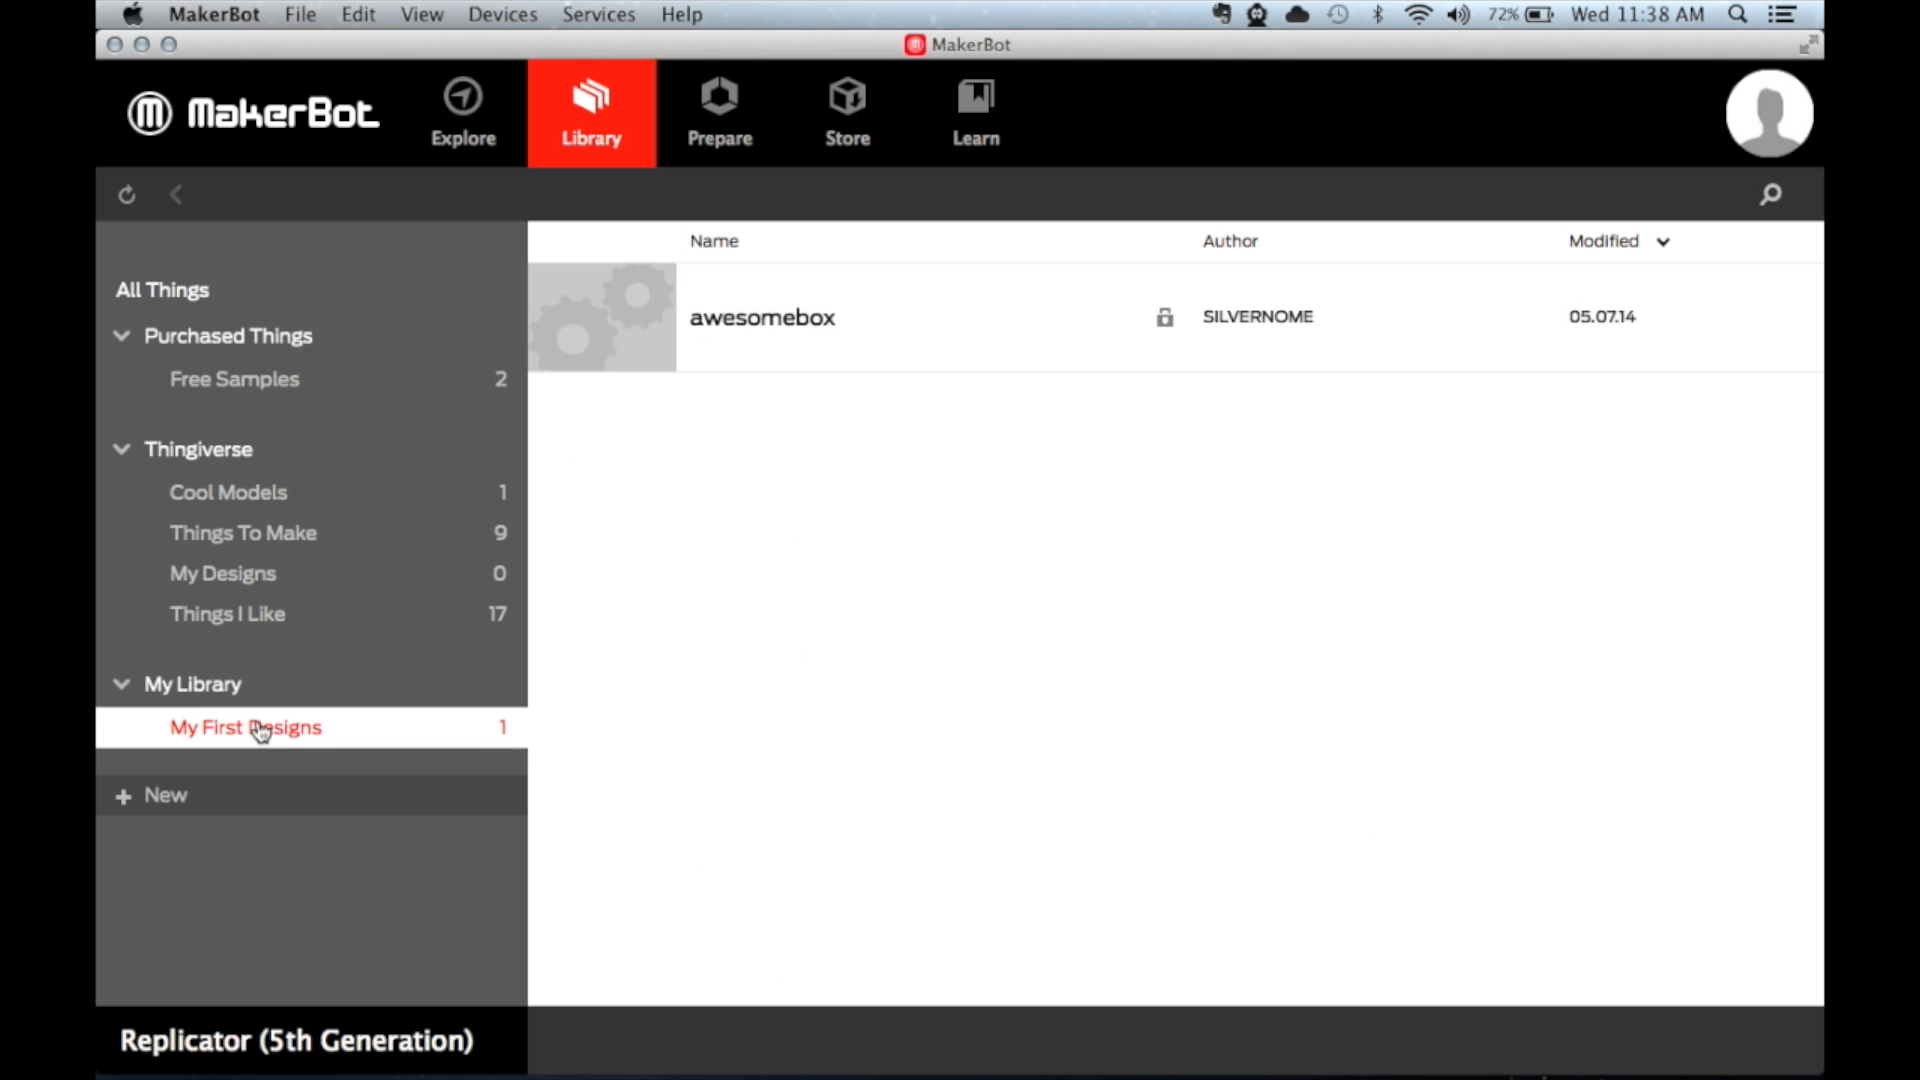 MakerBot File Edit View Devices Services Help 72% Wed 11:38 AM
MakerBot
MakerBot
Explore Library Prepare Store Learn
Name Author Modified
All Things
awesomebox SILVERNOME 05.07.14
Purchased Things
Free Samples 2
Thingiverse
Cool Models 1
Things To Make 9
My Designs 0
Things I Like 17
My Library
My First Designs 1
+ New
Replicator (5th Generation)